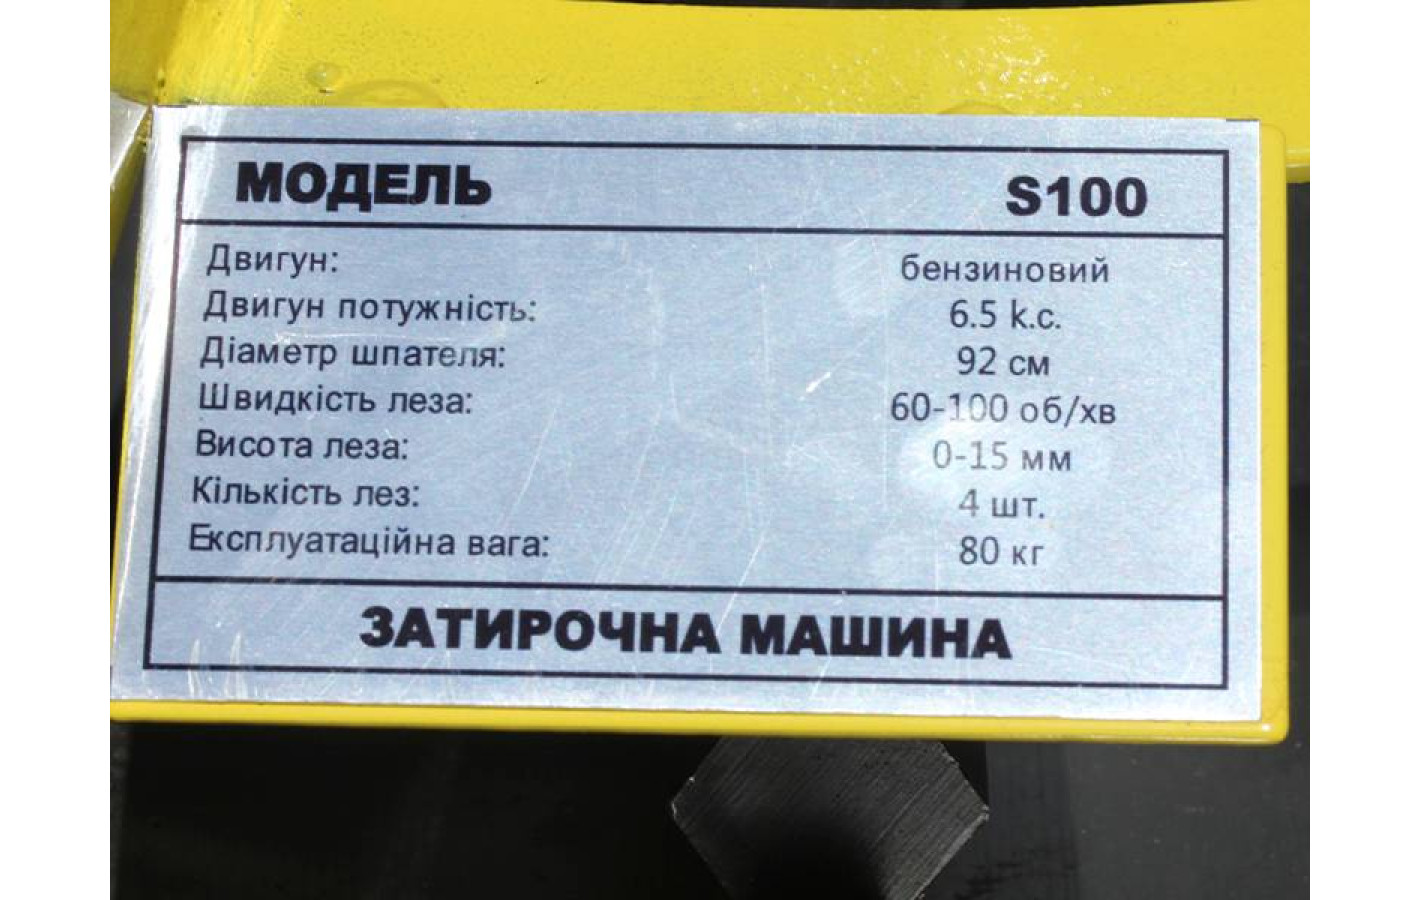 МОДЕЛЬ S100
Двигун: бензиновий
Двигун потужність: 6.5 k.c.
Діаметр шпателя: 92 см
Швидкість леза: 60-100 об/хв
Висота леза: 0-15 мм
Кількість лез: 4 шт.
Експлуатаційна вага: 80 кг
ЗАТИРОЧНА МАШИНА